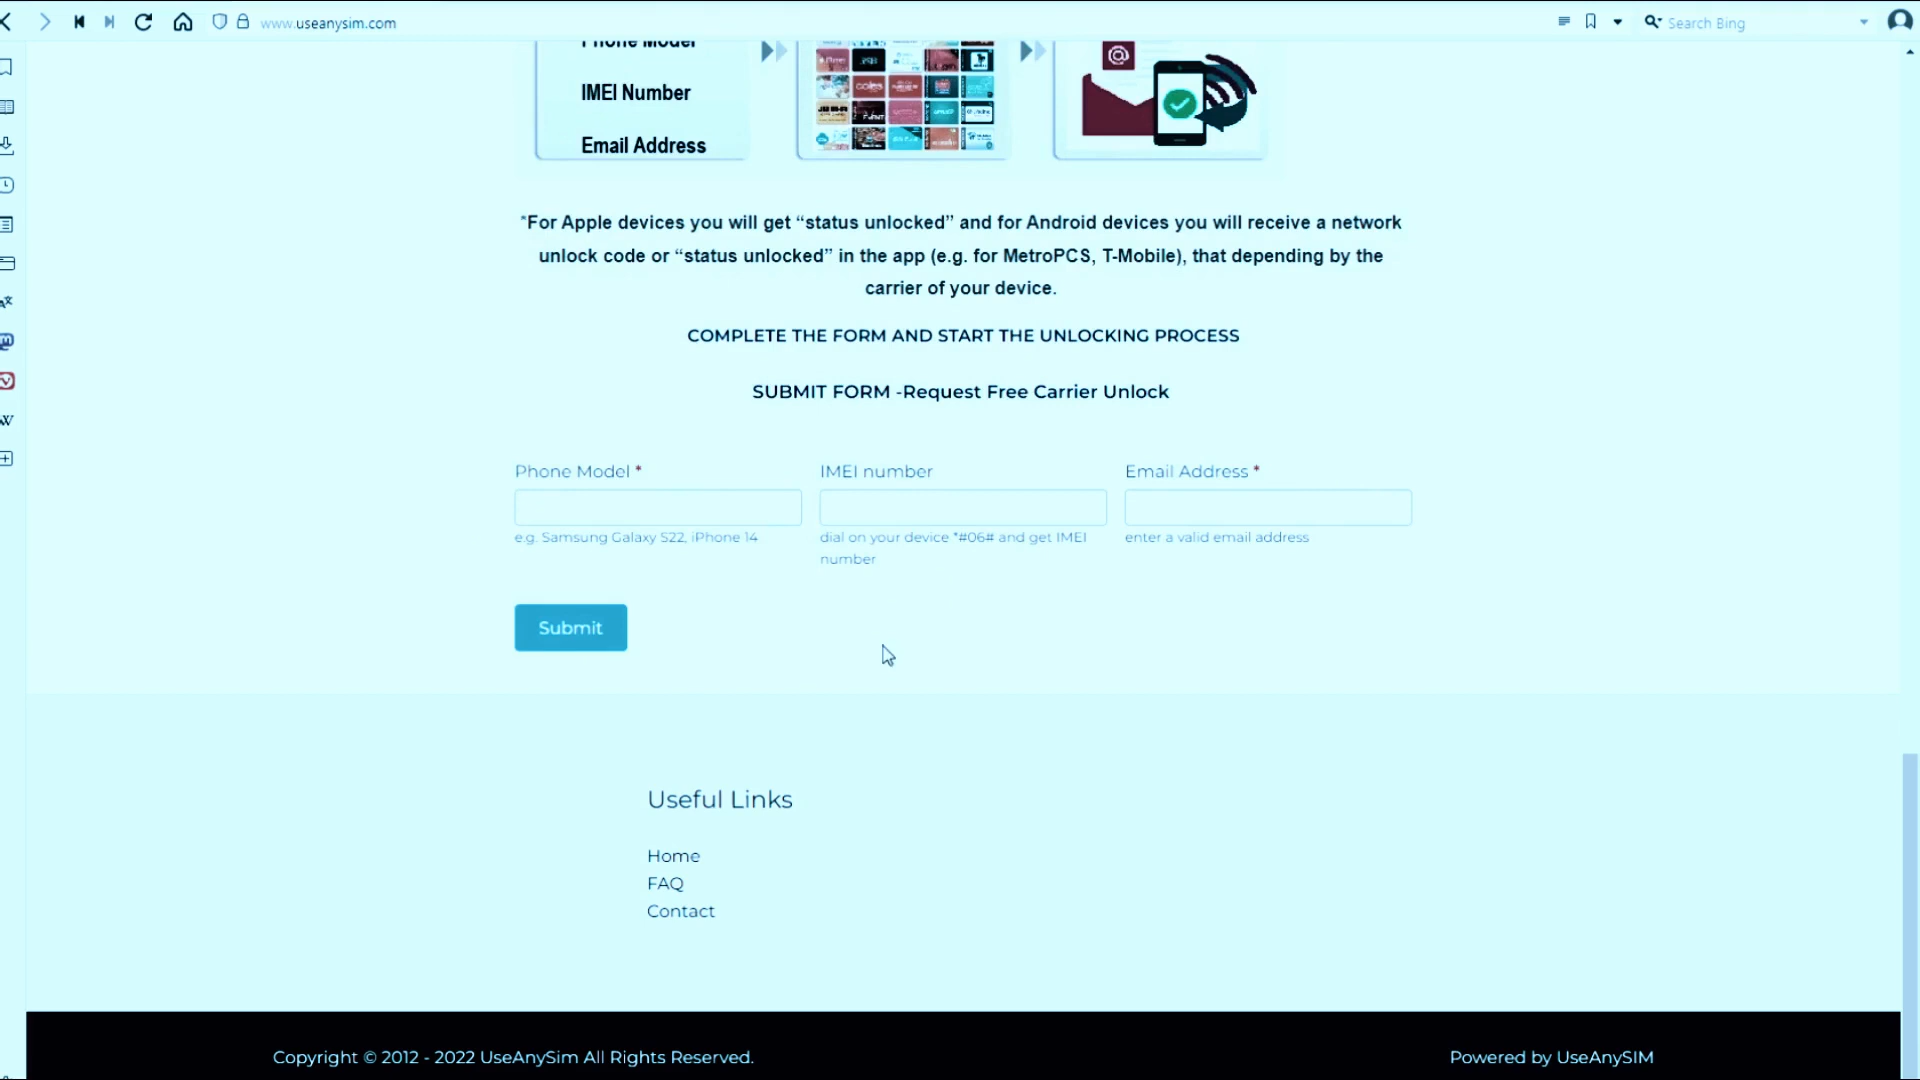 www.useanysim.com
Search Bing
Phone Model
IMEI Number
Email Address
*For Apple devices you will get “status unlocked” and for Android devices you will receive a network
unlock code or “status unlocked” in the app (e.g. for MetroPCS, T-Mobile), that depending by the
carrier of your device.
COMPLETE THE FORM AND START THE UNLOCKING PROCESS
SUBMIT FORM -Request Free Carrier Unlock
Phone Model * IMEI number Email Address *
e.g. Samsung Galaxy S22, iPhone 14 dial on your device *#06# and get IMEI enter a valid email address
number
Submit
Useful Links
Home
FAQ
Contact
Copyright © 2012 - 2022 UseAnySim All Rights Reserved. Powered by UseAnySIM